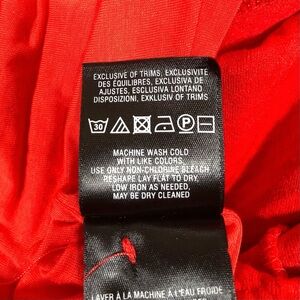 EXCLUSIVE OF TRIMS, EXCLUSIVITE
DES ÉQUILIBRES, EXCLUSIVA DE
AJUSTES, ESCLUSIVA LONTANO
DISPOSIZIONI, EXKLUSIV OF TRIMS
30 P
MACHINE WASH COLD
WITH LIKE COLORS,
USE ONLY NON-CHLORINE BLEACH
RESHAPE LAY FLAT TO DRY,
LOW IRON AS NEEDED,
MAY BE DRY CLEANED
LAVER À LA MACHINE À L'EAU FROIDE